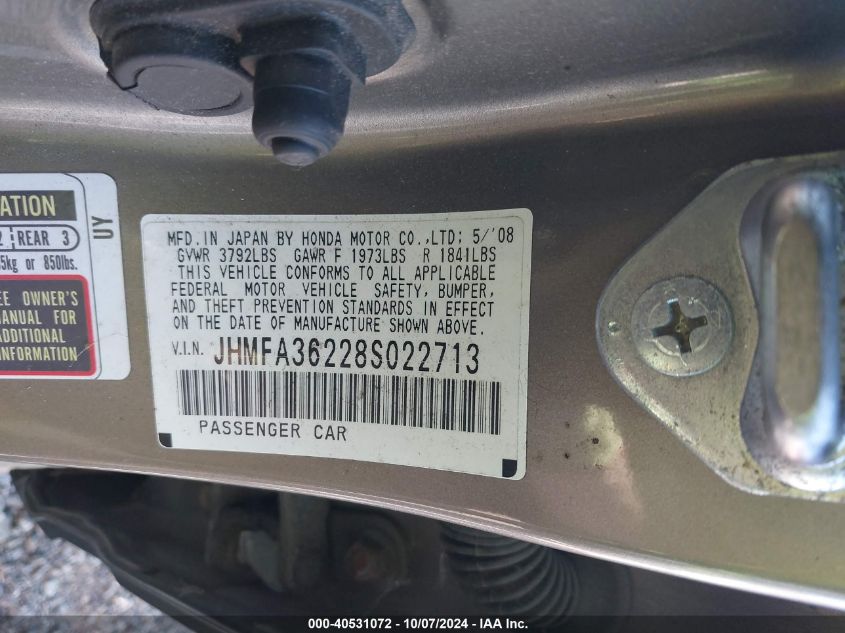 ATION
2 REAR 3
5kg or 850lbs.
EE OWNER'S
MANUAL FOR
ADDITIONAL
INFORMATION
UY
MFD. IN JAPAN BY HONDA MOTOR CO.,LTD; 5/'08
GVWR 3792LBS GAWR F 1973LBS R 1841LBS
THIS VEHICLE CONFORMS TO ALL APPLICABLE
FEDERAL MOTOR VEHICLE SAFETY, BUMPER,
AND THEFT PREVENTION STANDARDS IN EFFECT
ON THE DATE OF MANUFACTURE SHOWN ABOVE.
V.I.N. JHMFA36228S022713
PASSENGER CAR
000-40531072 - 10/07/2024 - IAA Inc.